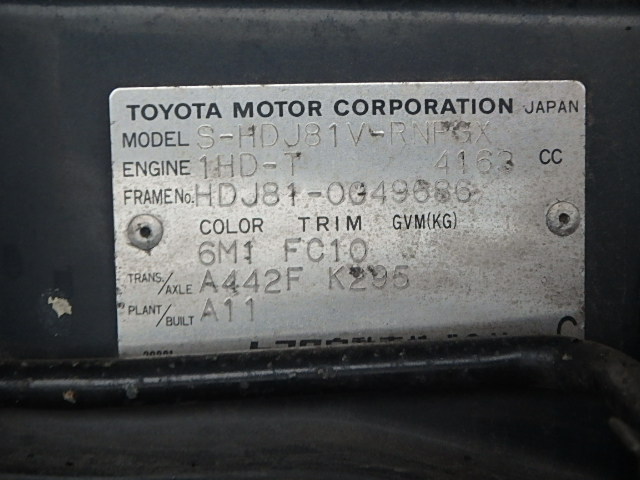 TOYOTA MOTOR CORPORATION JAPAN
MODEL S-HDJ81V-RNPGX
ENGINE 1HD-T 4163 CC
FRAME No. HDJ81-0049686
COLOR TRIM GVM(KG)
6M1 FC10
TRANS./AXLE A442F K295
PLANT/BUILT A11